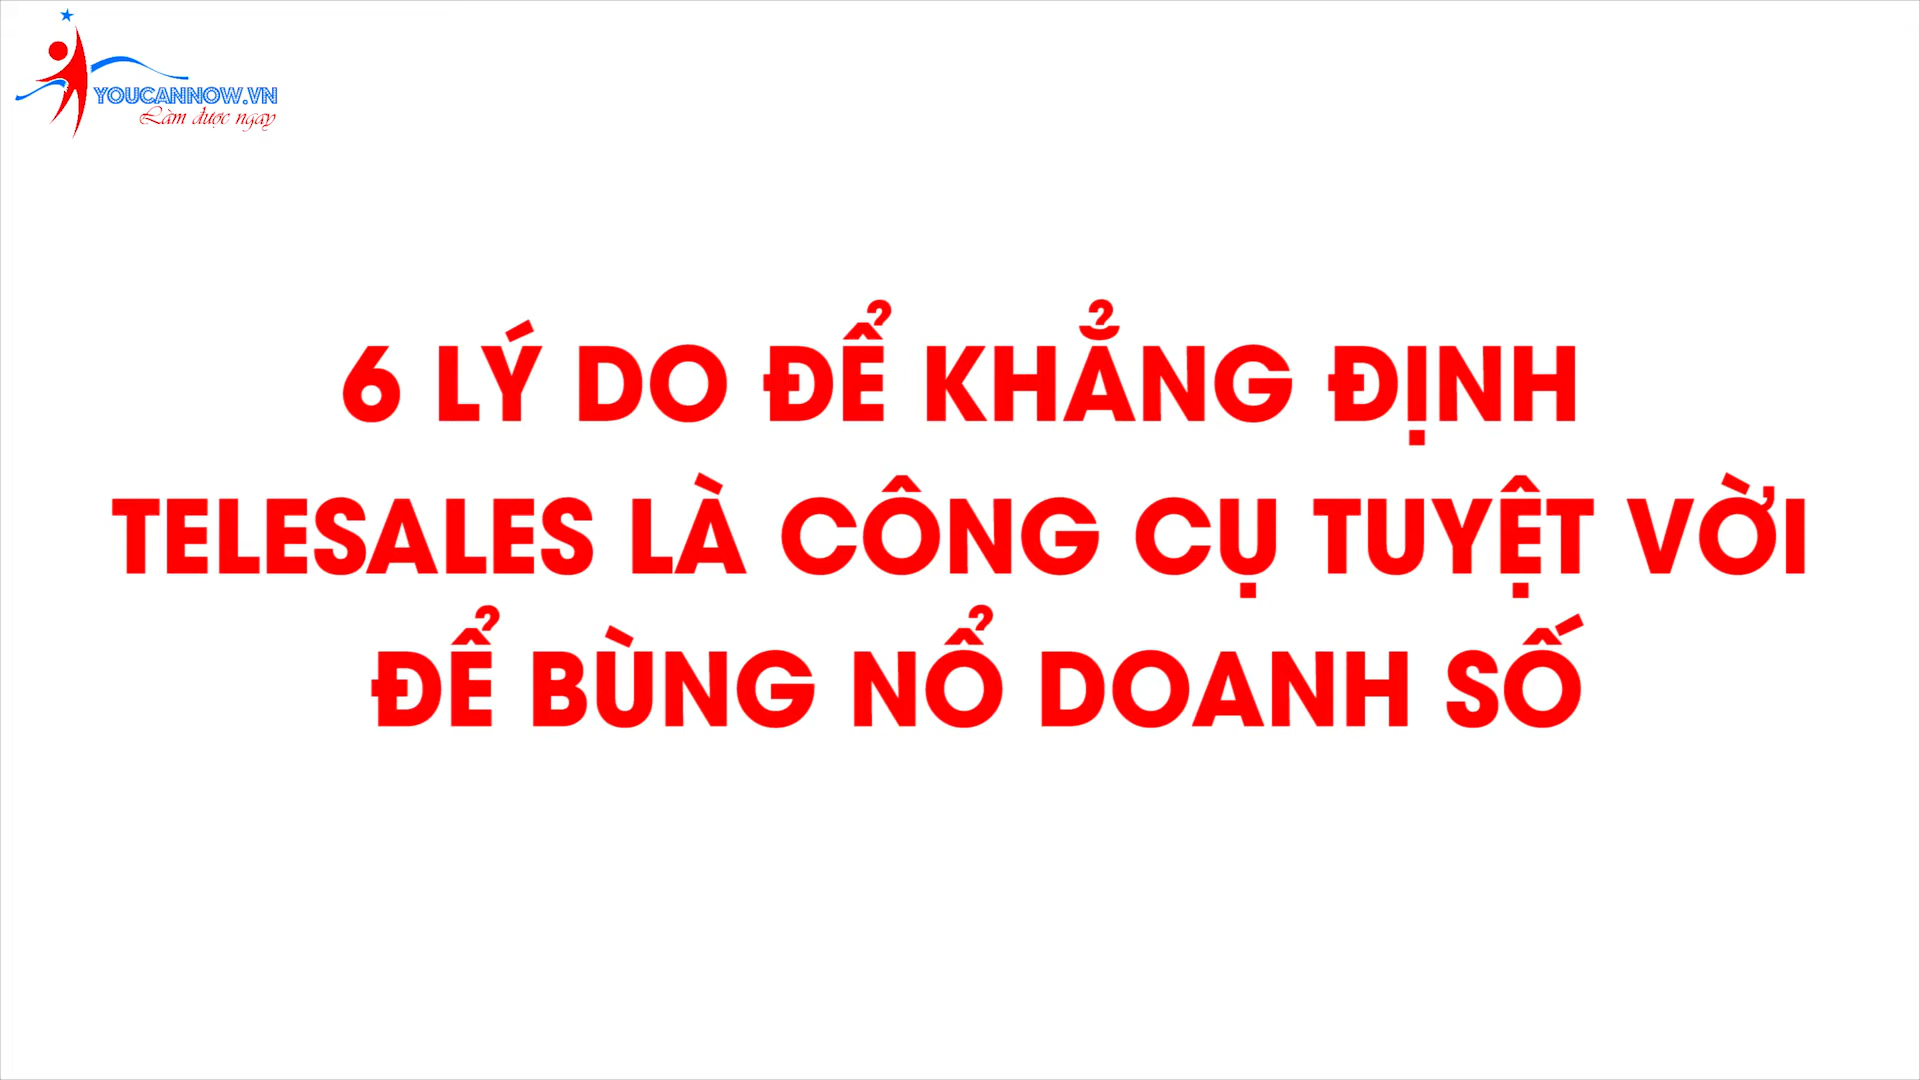 YOUCANNOW.VN
Làm được ngay
6 LÝ DO ĐỂ KHẲNG ĐỊNH
TELESALES LÀ CÔNG CỤ TUYỆT VỜI
ĐỂ BÙNG NỔ DOANH SỐ